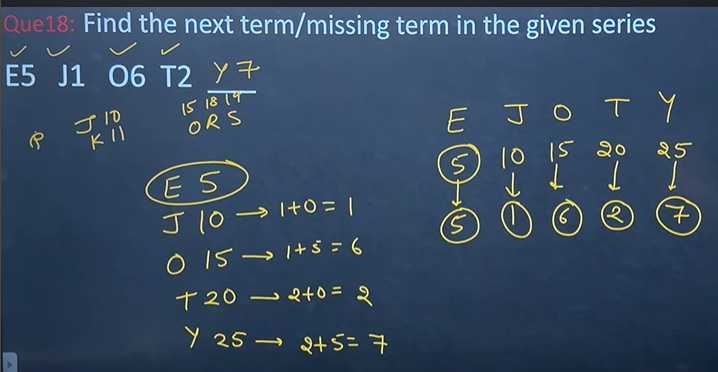 Que18: Find the next term/missing term in the given series
E5 J1 O6 T2 Y7
15 18 19
O R S
J 10
K 11
E J O T Y
5 10 15 20 25
5 1 6 2 7
E 5
J 10 → 1+0 = 1
O 15 → 1+5 = 6
T 20 → 2+0 = 2
Y 25 → 2+5 = 7